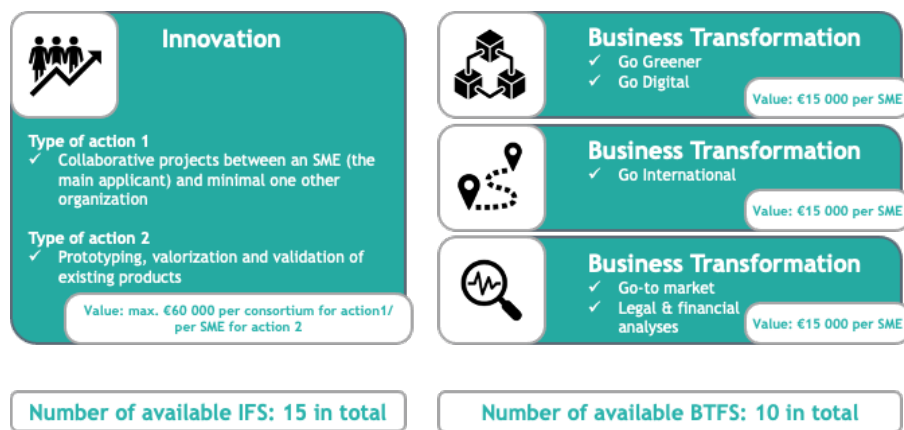 Innovation
Type of action 1
✓ Collaborative projects between an SME (the
main applicant) and minimal one other
organization
Type of action 2
✓ Prototyping, valorization and validation of
existing products
Value: max. €60 000 per consortium for action1/
per SME for action 2
Number of available IFS: 15 in total
Business Transformation
✓ Go Greener
✓ Go Digital
Value: €15 000 per SME
Business Transformation
✓ Go International
Value: €15 000 per SME
Business Transformation
✓ Go-to market
✓ Legal & financial
analyses
Value: €15 000 per SME
Number of available BTFS: 10 in total